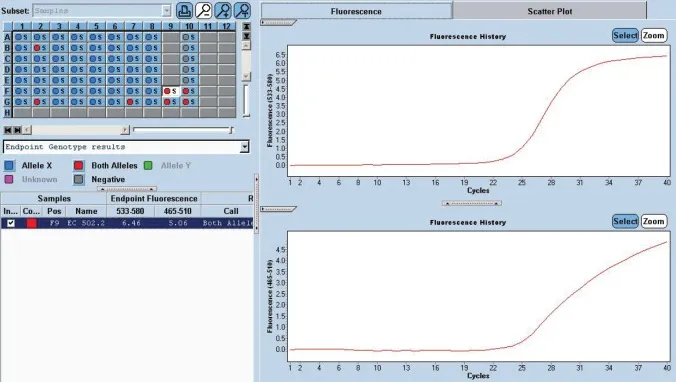 Subset: Samples
Fluorescence
Scatter Plot
1 2 3 4 5 6 7 8 9 10 11 12
A S S S S S S S S S
B S S S S S S S S S
C S S S S S S S S S
D S S S S S S S S S
E S S S S S S S S S
F S S S S S S S S S S
G S S S S S S S S S S
H
Endpoint Genotype results
Allele X
Both Alleles
Allele Y
Unknown
Negative
Samples
Endpoint Fluorescence
R
In... Co... Pos Name 533-580 465-510 Call
F9 EC 502.2 6.46 5.06 Both Allele
Fluorescence History
Select
Zoom
Fluorescence (533-580)
6.5
6.0
5.5
5.0
4.5
4.0
3.5
3.0
2.5
2.0
1.5
1.0
0.5
0.0
1 2 4 6 8 10 13 16 19 22 25 28 31 34 37 40
Cycles
Fluorescence History
Select
Zoom
Fluorescence (465-510)
4.5
4.0
3.5
3.0
2.5
2.0
1.5
1.0
0.5
0.0
1 2 4 6 8 10 13 16 19 22 25 28 31 34 37 40
Cycles